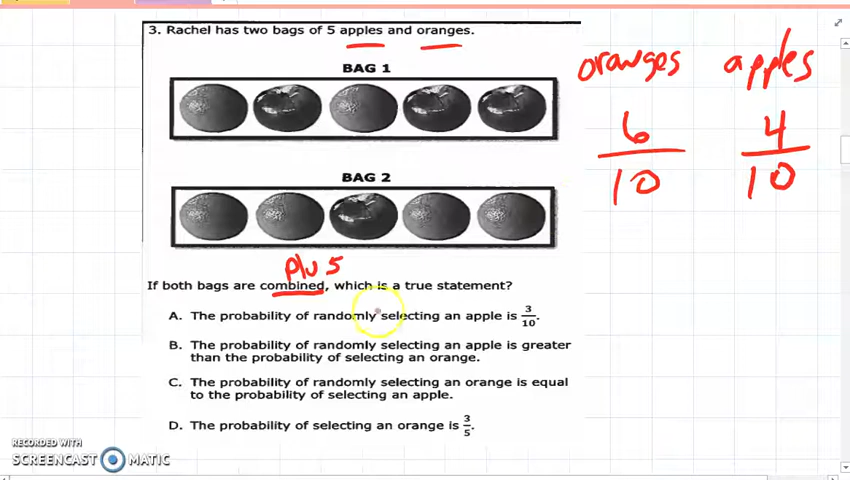 3. Rachel has two bags of 5 apples and oranges.
oranges apples
BAG 1
6/10 4/10
BAG 2
plus
If both bags are combined, which is a true statement?
A. The probability of randomly selecting an apple is 3/10.
B. The probability of randomly selecting an apple is greater
than the probability of selecting an orange.
C. The probability of randomly selecting an orange is equal
to the probability of selecting an apple.
D. The probability of selecting an orange is 3/5.
RECORDED WITH
SCREENCAST MATIC